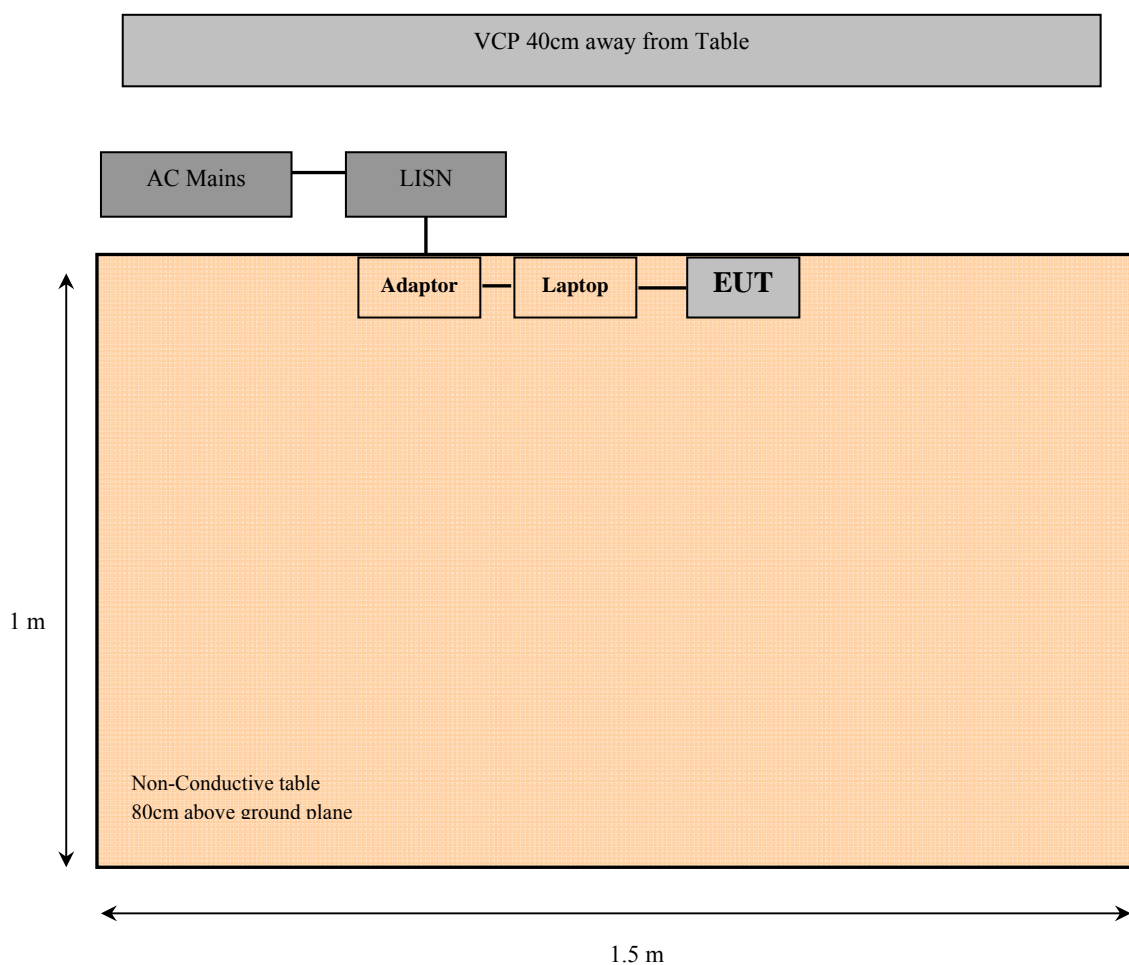 VCP 40cm away from Table
AC Mains
LISN
Adaptor
Laptop
EUT
1 m
Non-Conductive table
80cm above ground plane
1.5 m